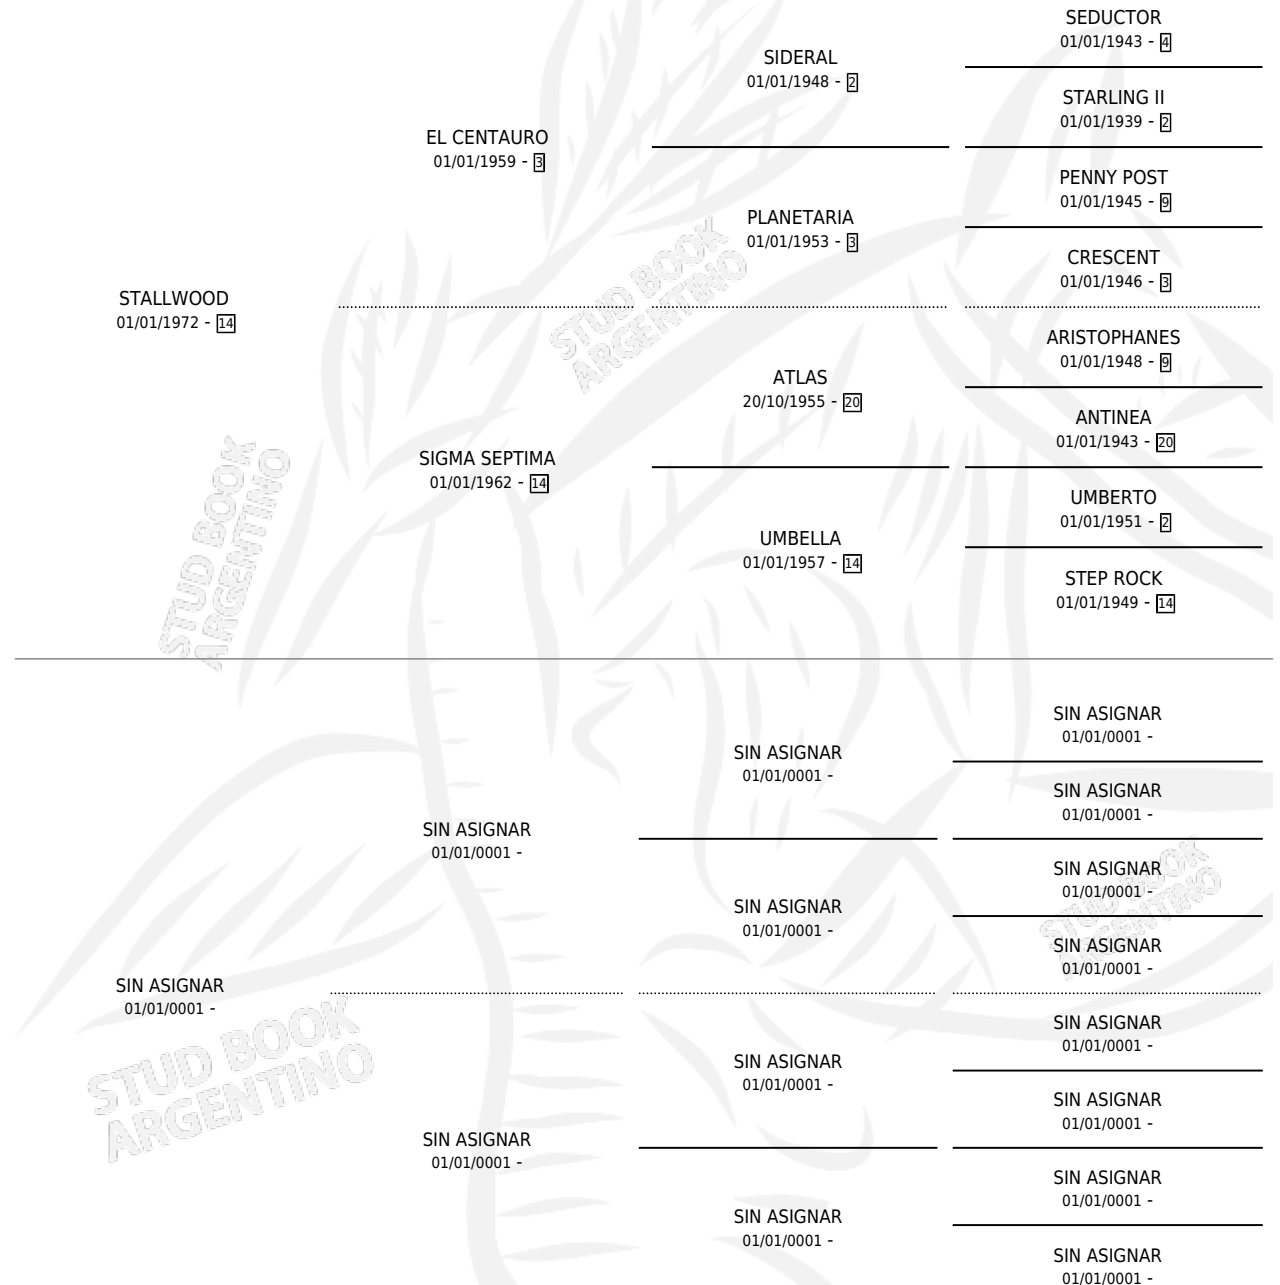 SEDUCTOR
01/01/1943 - 4
SIDERAL
01/01/1948 - 2
STARLING II
01/01/1939 - 2
EL CENTAURO
01/01/1959 - 3
PENNY POST
01/01/1945 - 9
PLANETARIA
01/01/1953 - 3
CRESCENT
01/01/1946 - 3
STALLWOOD
01/01/1972 - 14
STUD BOOK
ARGENTINO
ARISTOPHANES
01/01/1948 - 9
ATLAS
20/10/1955 - 20
ANTINEA
01/01/1943 - 20
SIGMA SEPTIMA
01/01/1962 - 14
UMBERTO
01/01/1951 - 2
UMBELLA
01/01/1957 - 14
STEP ROCK
01/01/1949 - 14
STUD BOOK
ARGENTINO
SIN ASIGNAR
01/01/0001 -
SIN ASIGNAR
01/01/0001 -
SIN ASIGNAR
01/01/0001 -
SIN ASIGNAR
01/01/0001 -
SIN ASIGNAR
01/01/0001 -
SIN ASIGNAR
01/01/0001 -
SIN ASIGNAR
01/01/0001 -
STUD BOOK
ARGENTINO
SIN ASIGNAR
01/01/0001 -
SIN ASIGNAR
01/01/0001 -
SIN ASIGNAR
01/01/0001 -
SIN ASIGNAR
01/01/0001 -
SIN ASIGNAR
01/01/0001 -
SIN ASIGNAR
01/01/0001 -
SIN ASIGNAR
01/01/0001 -
SIN ASIGNAR
01/01/0001 -
STUD BOOK
ARGENTINO